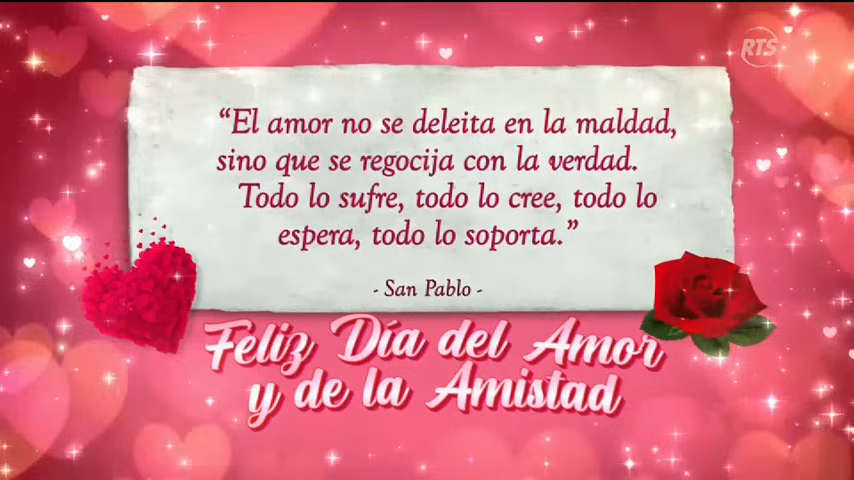 RTS
“El amor no se deleita en la maldad,
sino que se regocija con la verdad.
Todo lo sufre, todo lo cree, todo lo
espera, todo lo soporta.”
- San Pablo -
Feliz Día del Amor
y de la Amistad